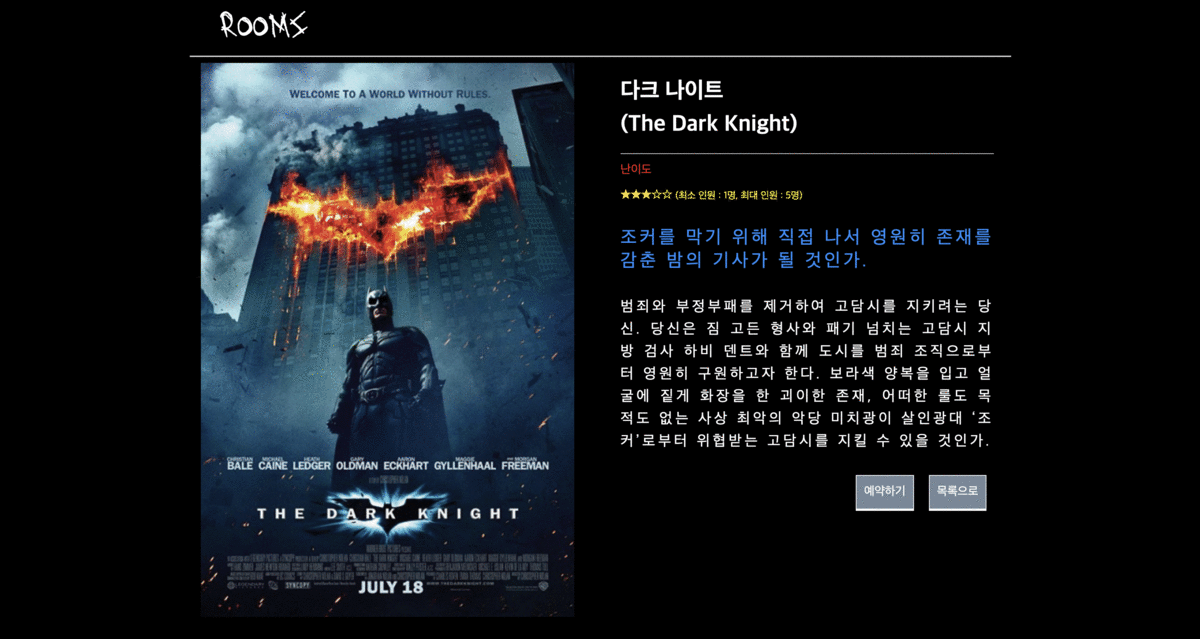 ROOMS
WELCOME TO A WORLD WITHOUT RULES.
CHRISTIAN BALE MICHAEL CAINE HEATH LEDGER GARY OLDMAN AARON ECKHART MAGGIE GYLLENHAAL AND MORGAN FREEMAN
THE DARK KNIGHT
JULY 18
다크 나이트
(The Dark Knight)
난이도
★★★☆☆ (최소 인원 : 1명, 최대 인원 : 5명)
조커를 막기 위해 직접 나서 영원히 존재를
감춘 밤의 기사가 될 것인가.
범죄와 부정부패를 제거하여 고담시를 지키려는 당
신. 당신은 짐 고든 형사와 패기 넘치는 고담시 지
방 검사 하비 덴트와 함께 도시를 범죄 조직으로부
터 영원히 구원하고자 한다. 보라색 양복을 입고 얼
굴에 짙게 화장을 한 괴이한 존재, 어떠한 룰도 목
적도 없는 사상 최악의 악당 미치광이 살인광대 ‘조
커’로부터 위협받는 고담시를 지킬 수 있을 것인가.
예약하기
목록으로